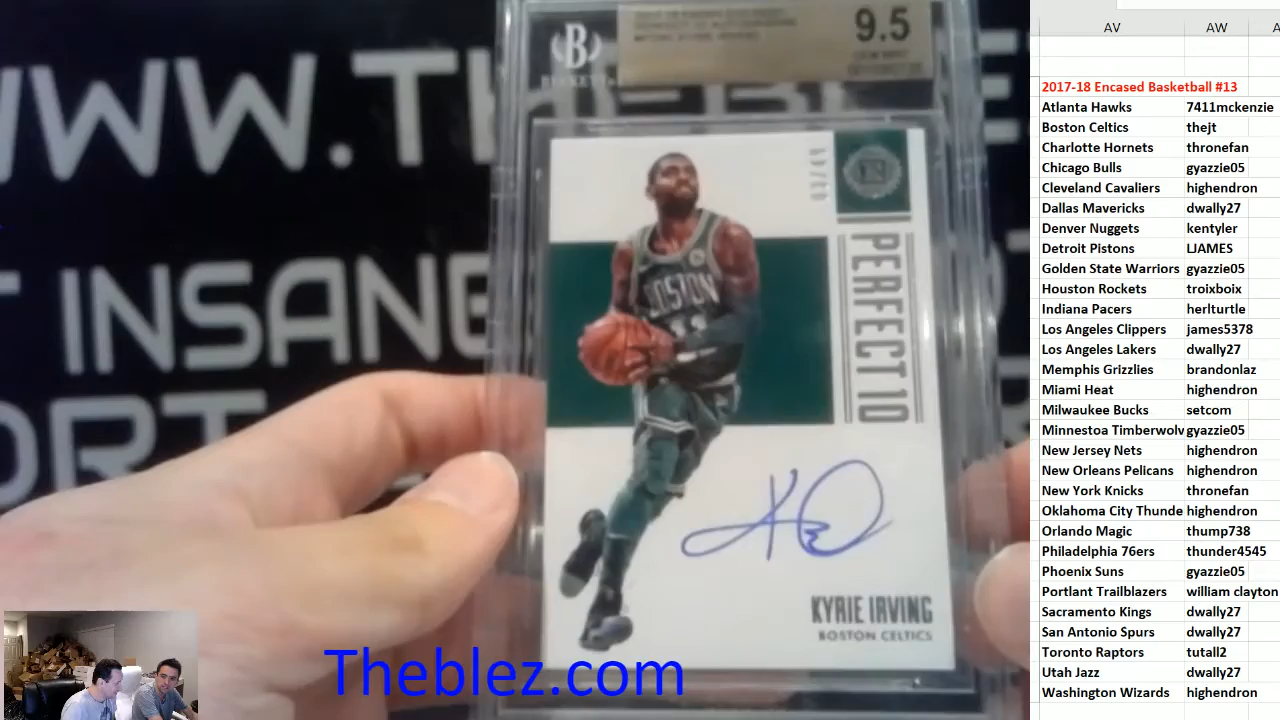 WWW.THE
T INSANE
ORT
B
9.5
PERFECT 10
BOSTON
KYRIE IRVING
BOSTON CELTICS
Theblez.com
AV AW
2017-18 Encased Basketball #13
Atlanta Hawks 7411mckenzie
Boston Celtics thejt
Charlotte Hornets thronefan
Chicago Bulls gyazzie05
Cleveland Cavaliers highendron
Dallas Mavericks dwally27
Denver Nuggets kentyler
Detroit Pistons LJAMES
Golden State Warriors gyazzie05
Houston Rockets troixboix
Indiana Pacers herlturtle
Los Angeles Clippers james5378
Los Angeles Lakers dwally27
Memphis Grizzlies brandonlaz
Miami Heat highendron
Milwaukee Bucks setcom
Minnestoa Timberwolv gyazzie05
New Jersey Nets highendron
New Orleans Pelicans highendron
New York Knicks thronefan
Oklahoma City Thunde highendron
Orlando Magic thump738
Philadelphia 76ers thunder4545
Phoenix Suns gyazzie05
Portlant Trailblazers william clayton
Sacramento Kings dwally27
San Antonio Spurs dwally27
Toronto Raptors tutall2
Utah Jazz dwally27
Washington Wizards highendron